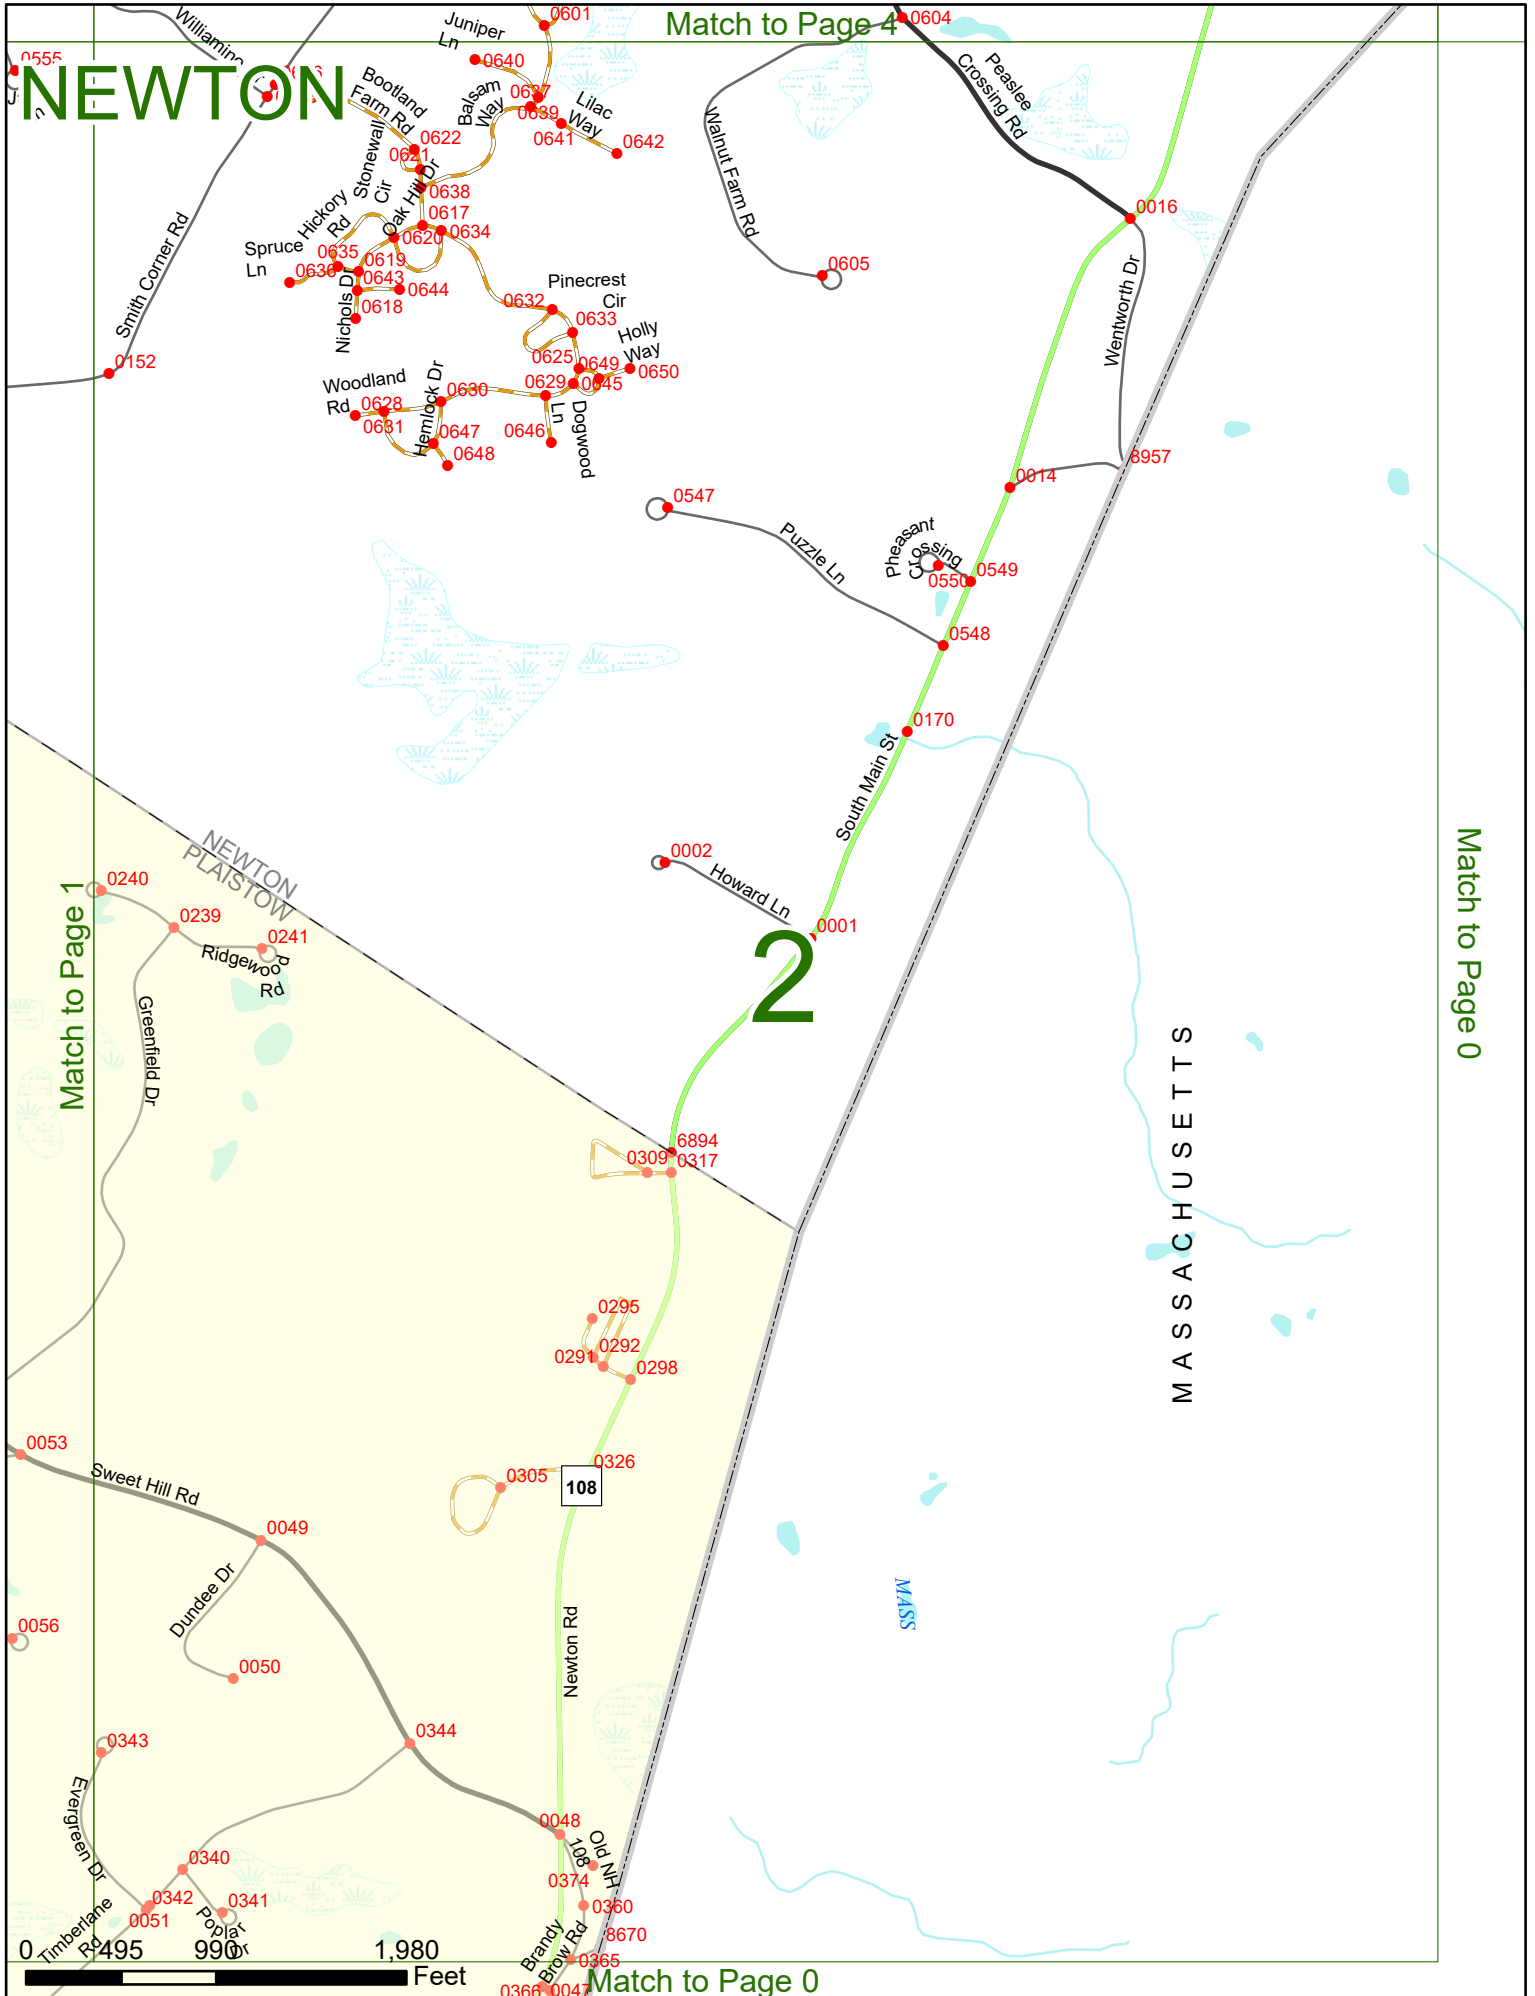 Match to Page 4
NEWTON
0555
Juniper
Ln
0601
0604
0640
Bootland
Farm Rd
Balsam
Way
0637
0639
Lilac
Way
0641
0642
Peaslee
Crossing Rd
Walnut Farm Rd
0622
0621
Stonewall
Cir
0638
Oak Hill Dr
0617
0620
0634
Hickory
Rd
Spruce
Ln
0635
0636
0619
0643
0644
0618
Nichols Dr
Smith Corner Rd
0152
0016
Wentworth Dr
0605
0632
Pinecrest
Cir
0633
Holly
Way
0625
0649
0650
0629
0645
Woodland
Rd
0628
0631
Hemlock Dr
0630
0647
0648
0646
Dogwood
Ln
8957
0014
0547
Puzzle Ln
Pheasant
Crossing
0550
0549
0548
0170
South Main St
0002
Howard Ln
0001
2
NEWTON
PLAISTOW
Match to Page 1
Match to Page 0
0240
0239
0241
Ridgewood
Rd
Greenfield Dr
MASSACHUSETTS
6894
0309
0317
0295
0292
0291
0298
0053
Sweet Hill Rd
0305
0326
108
0049
Dundee Dr
0056
0050
Newton Rd
MASS
0343
0344
Evergreen Dr
0048
Old NH
108
0374
0340
0342
0051
0341
0360
Timberlane
Rd
Poplar
Dr
Brandy
Brow Rd
8670
0365
0366
0047
0
495
990
1,980
Feet
Match to Page 0